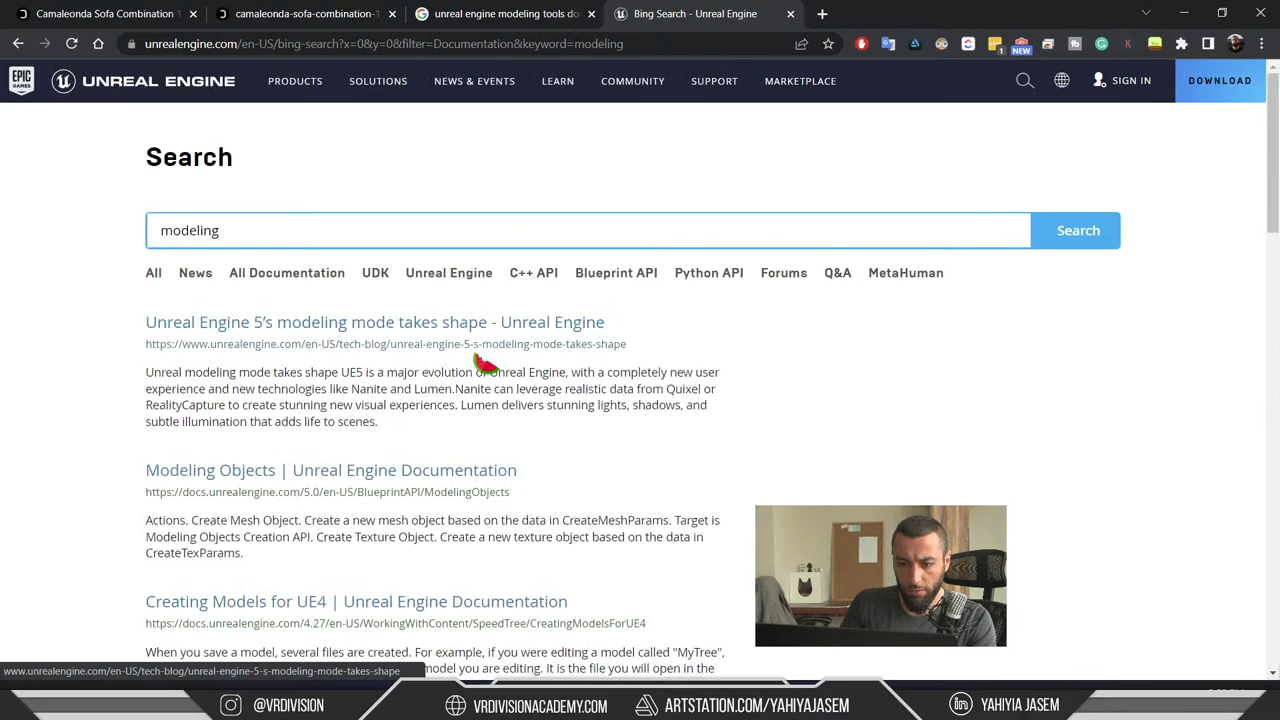 Camaleonda Sofa Combination 1
camaleonda-sofa-combination-1
unreal engine modeling tools do
Bing Search - Unreal Engine
unrealengine.com/en-US/bing-search?x=0&y=0&filter=Documentation&keyword=modeling
1
NEW
EPIC GAMES
UNREAL ENGINE
PRODUCTS
SOLUTIONS
NEWS & EVENTS
LEARN
COMMUNITY
SUPPORT
MARKETPLACE
SIGN IN
DOWNLOAD
Search
modeling
Search
All News All Documentation UDK Unreal Engine C++ API Blueprint API Python API Forums Q&A MetaHuman
Unreal Engine 5’s modeling mode takes shape - Unreal Engine
https://www.unrealengine.com/en-US/tech-blog/unreal-engine-5-s-modeling-mode-takes-shape
Unreal modeling mode takes shape UE5 is a major evolution of Unreal Engine, with a completely new user
experience and new technologies like Nanite and Lumen.Nanite can leverage realistic data from Quixel or
RealityCapture to create stunning new visual experiences. Lumen delivers stunning lights, shadows, and
subtle illumination that adds life to scenes.
Modeling Objects | Unreal Engine Documentation
https://docs.unrealengine.com/5.0/en-US/BlueprintAPI/ModelingObjects
Actions. Create Mesh Object. Create a new mesh object based on the data in CreateMeshParams. Target is
Modeling Objects Creation API. Create Texture Object. Create a new texture object based on the data in
CreateTexParams.
Creating Models for UE4 | Unreal Engine Documentation
https://docs.unrealengine.com/4.27/en-US/WorkingWithContent/SpeedTree/CreatingModelsForUE4
When you save a model, several files are created. For example, if you were editing a model called "MyTree",
model you are editing. It is the file you will open in the
www.unrealengine.com/en-US/tech-blog/unreal-engine-5-s-modeling-mode-takes-shape
@VRDIVISION
VRDIVISIONACADEMY.COM
ARTSTATION.COM/YAHIYAJASEM
YAHIYIA JASEM